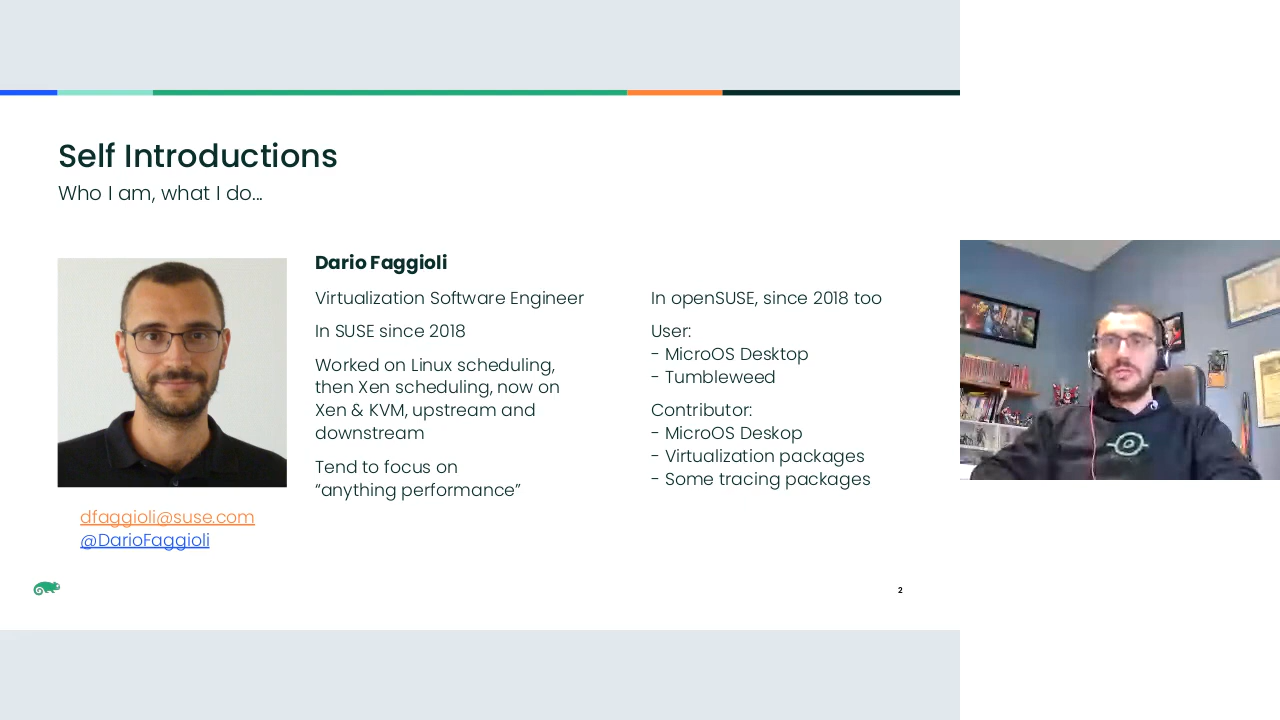 Self Introductions
Who I am, what I do...
Dario Faggioli
Virtualization Software Engineer
In SUSE since 2018
Worked on Linux scheduling,
then Xen scheduling, now on
Xen & KVM, upstream and
downstream
Tend to focus on
“anything performance”
In openSUSE, since 2018 too
User:
- MicroOS Desktop
- Tumbleweed
Contributor:
- MicroOS Deskop
- Virtualization packages
- Some tracing packages
dfaggioli@suse.com
@DarioFaggioli
2